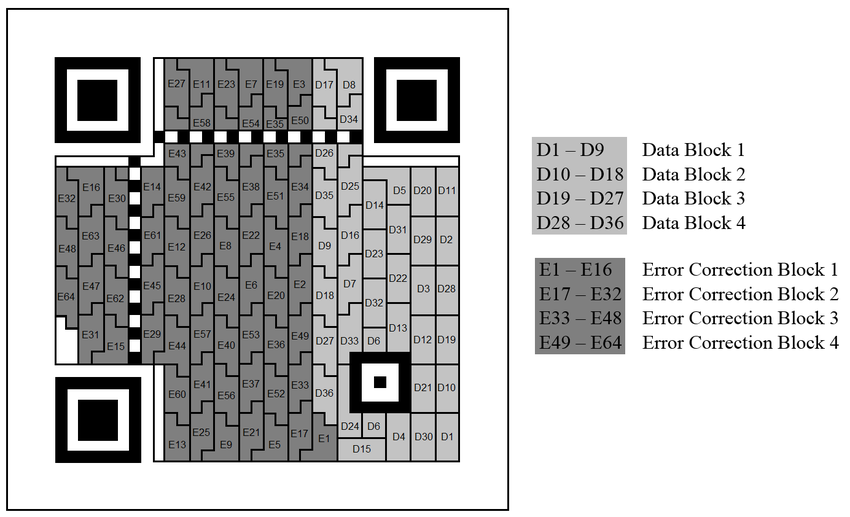 E27 E11 E23 E7 E19 E3 D17 D8
E58 E54 E35 E50 D34
E43 E39 E35 D26
E32 E16 E30 E14 E59 E42 E55 E38 E51 E34 D35 D25 D14 D5 D20 D11
E48 E63 E46 E61 E12 E26 E8 E22 E4 E18 D9 D16 D23 D31 D29 D2
E64 E47 E62 E45 E28 E10 E24 E6 E20 E2 D18 D7 D32 D22 D3 D28
E31 E15 E29 E44 E57 E40 E53 E36 E49 D27 D33 D6 D13 D12 D19
E60 E41 E56 E37 E52 E33 D36 D21 D10
E13 E25 E9 E21 E5 E17 E1 D24 D6 D4 D30 D1
D15
D1 – D9 Data Block 1
D10 – D18 Data Block 2
D19 – D27 Data Block 3
D28 – D36 Data Block 4
E1 – E16 Error Correction Block 1
E17 – E32 Error Correction Block 2
E33 – E48 Error Correction Block 3
E49 – E64 Error Correction Block 4